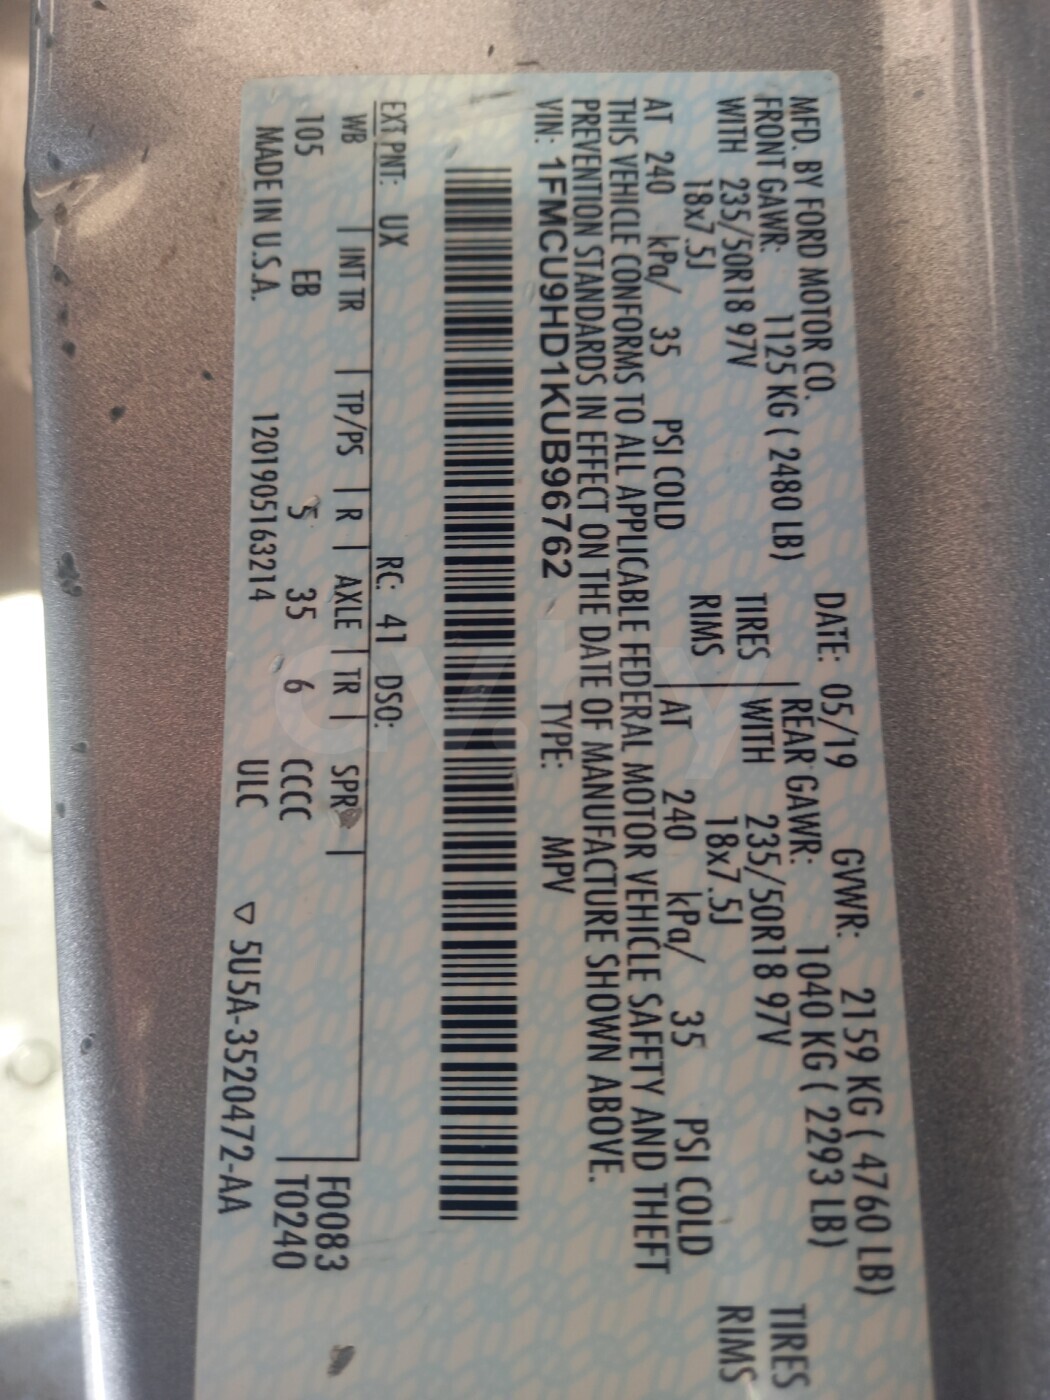 MFD. BY FORD MOTOR CO. DATE: 05/19 GVWR: 2159 KG ( 4760 LB)
FRONT GAWR: 1125 KG ( 2480 LB) REAR GAWR: 1040 KG ( 2293 LB)
WITH 235/50R18 97V TIRES WITH 235/50R18 97V TIRES
18x7.5J RIMS 18x7.5J RIMS
AT 240 kPa/ 35 PSI COLD AT 240 kPa/ 35 PSI COLD
THIS VEHICLE CONFORMS TO ALL APPLICABLE FEDERAL MOTOR VEHICLE SAFETY AND THEFT
PREVENTION STANDARDS IN EFFECT ON THE DATE OF MANUFACTURE SHOWN ABOVE.
VIN: 1FMCU9HD1KUB96762 TYPE: MPV
EXT PNT: UX RC: 41 DSO:
WB | INT TR | TP/PS | R | AXLE | TR | SPR | F0083
105 EB 5 35 6 CCCC T0240
MADE IN U.S.A. 1201905163214 ULC ▽ 5U5A-3520472-AA
cv.ly